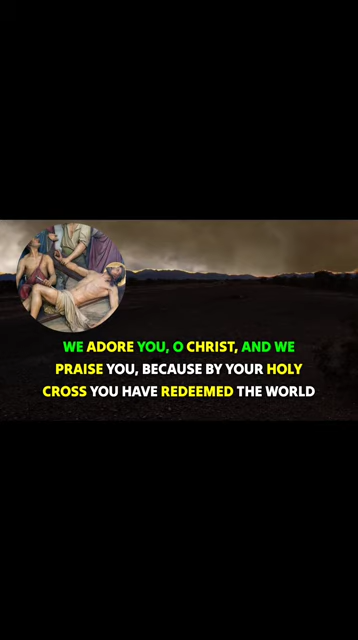 WE ADORE YOU, O CHRIST, AND WE
PRAISE YOU, BECAUSE BY YOUR HOLY
CROSS YOU HAVE REDEEMED THE WORLD